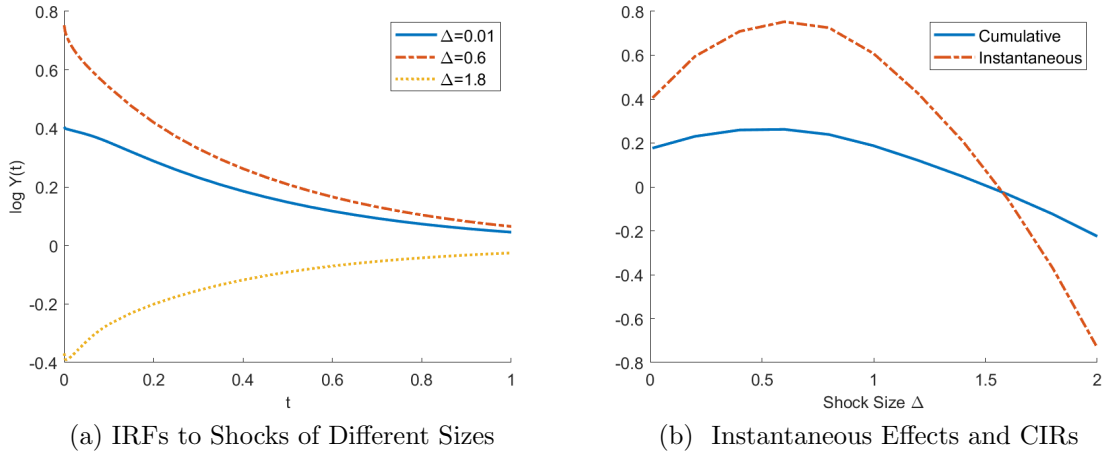 0.8
0.6
0.4
0.2
0
-0.2
-0.4
log Y(t)
0
0.2
0.4
0.6
0.8
1
t
Δ=0.01
Δ=0.6
Δ=1.8
(a) IRFs to Shocks of Different Sizes
0.8
0.6
0.4
0.2
0
-0.2
-0.4
-0.6
-0.8
0
0.5
1
1.5
2
Shock Size Δ
Cumulative
Instantaneous
(b) Instantaneous Effects and CIRs